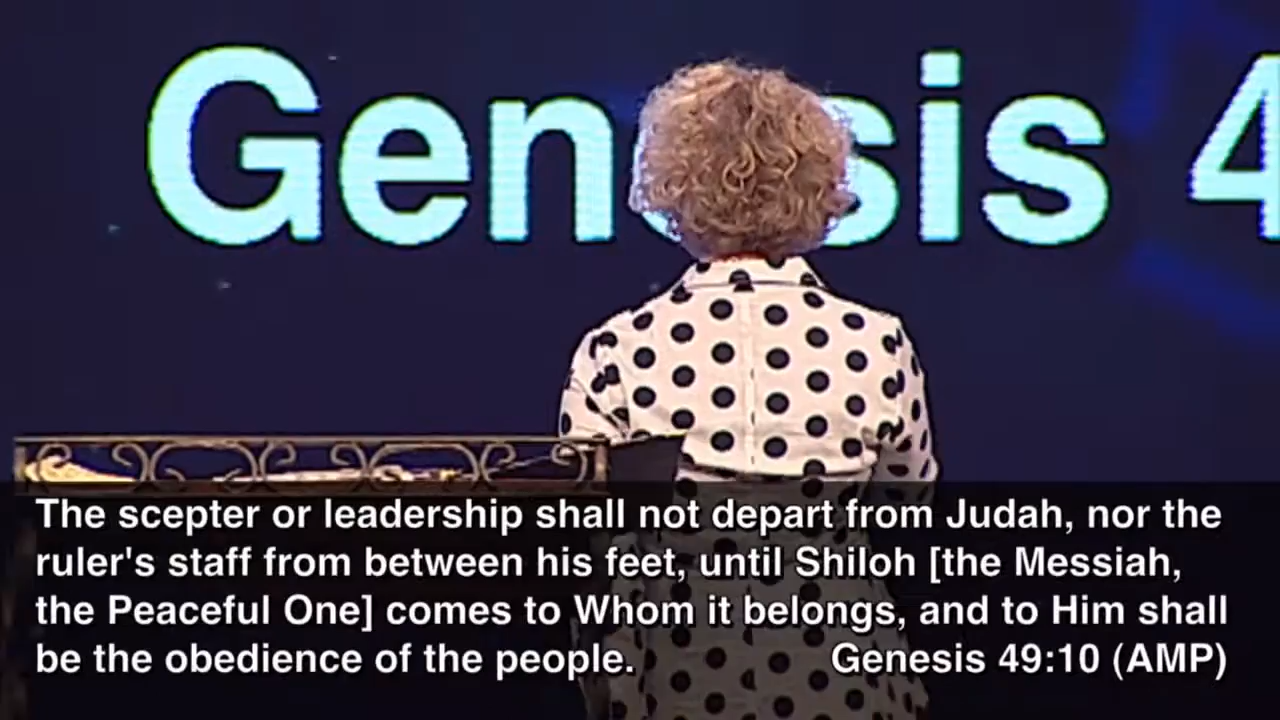 Genesis 4
The scepter or leadership shall not depart from Judah, nor the
ruler's staff from between his feet, until Shiloh [the Messiah,
the Peaceful One] comes to Whom it belongs, and to Him shall
be the obedience of the people. Genesis 49:10 (AMP)